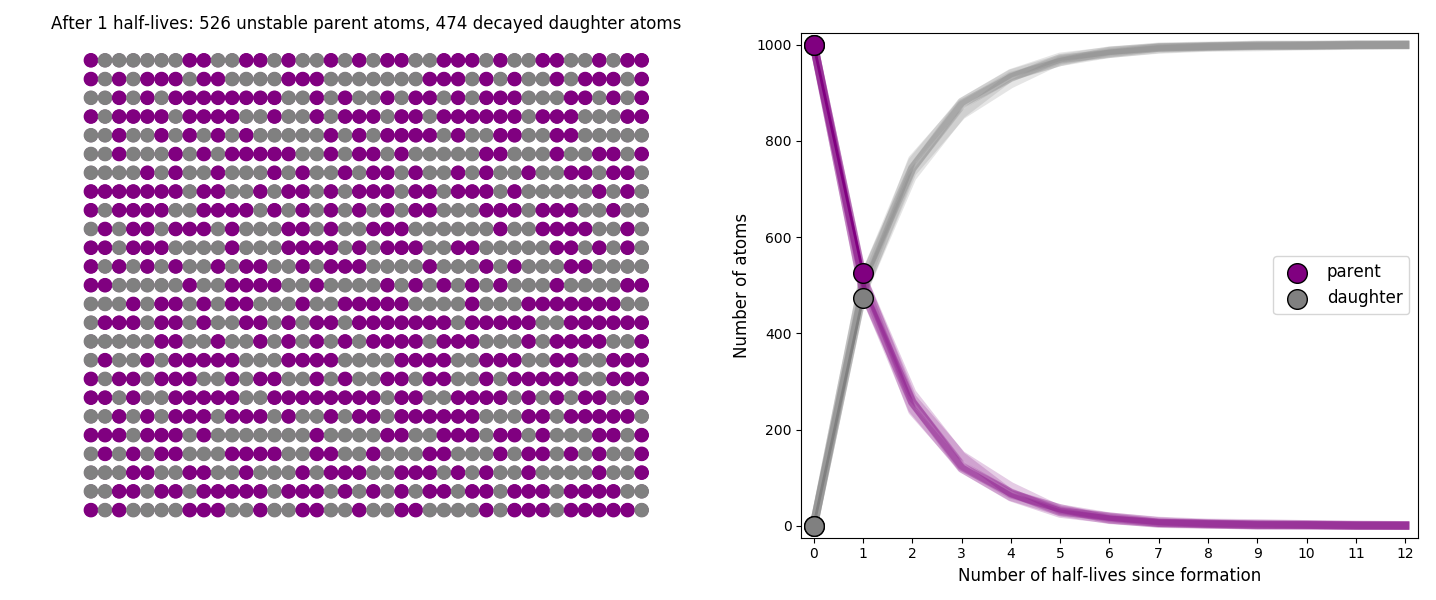 After 1 half-lives: 526 unstable parent atoms, 474 decayed daughter atoms
1000
800
600
400
200
0
Number of atoms
parent
daughter
0 1 2 3 4 5 6 7 8 9 10 11 12
Number of half-lives since formation